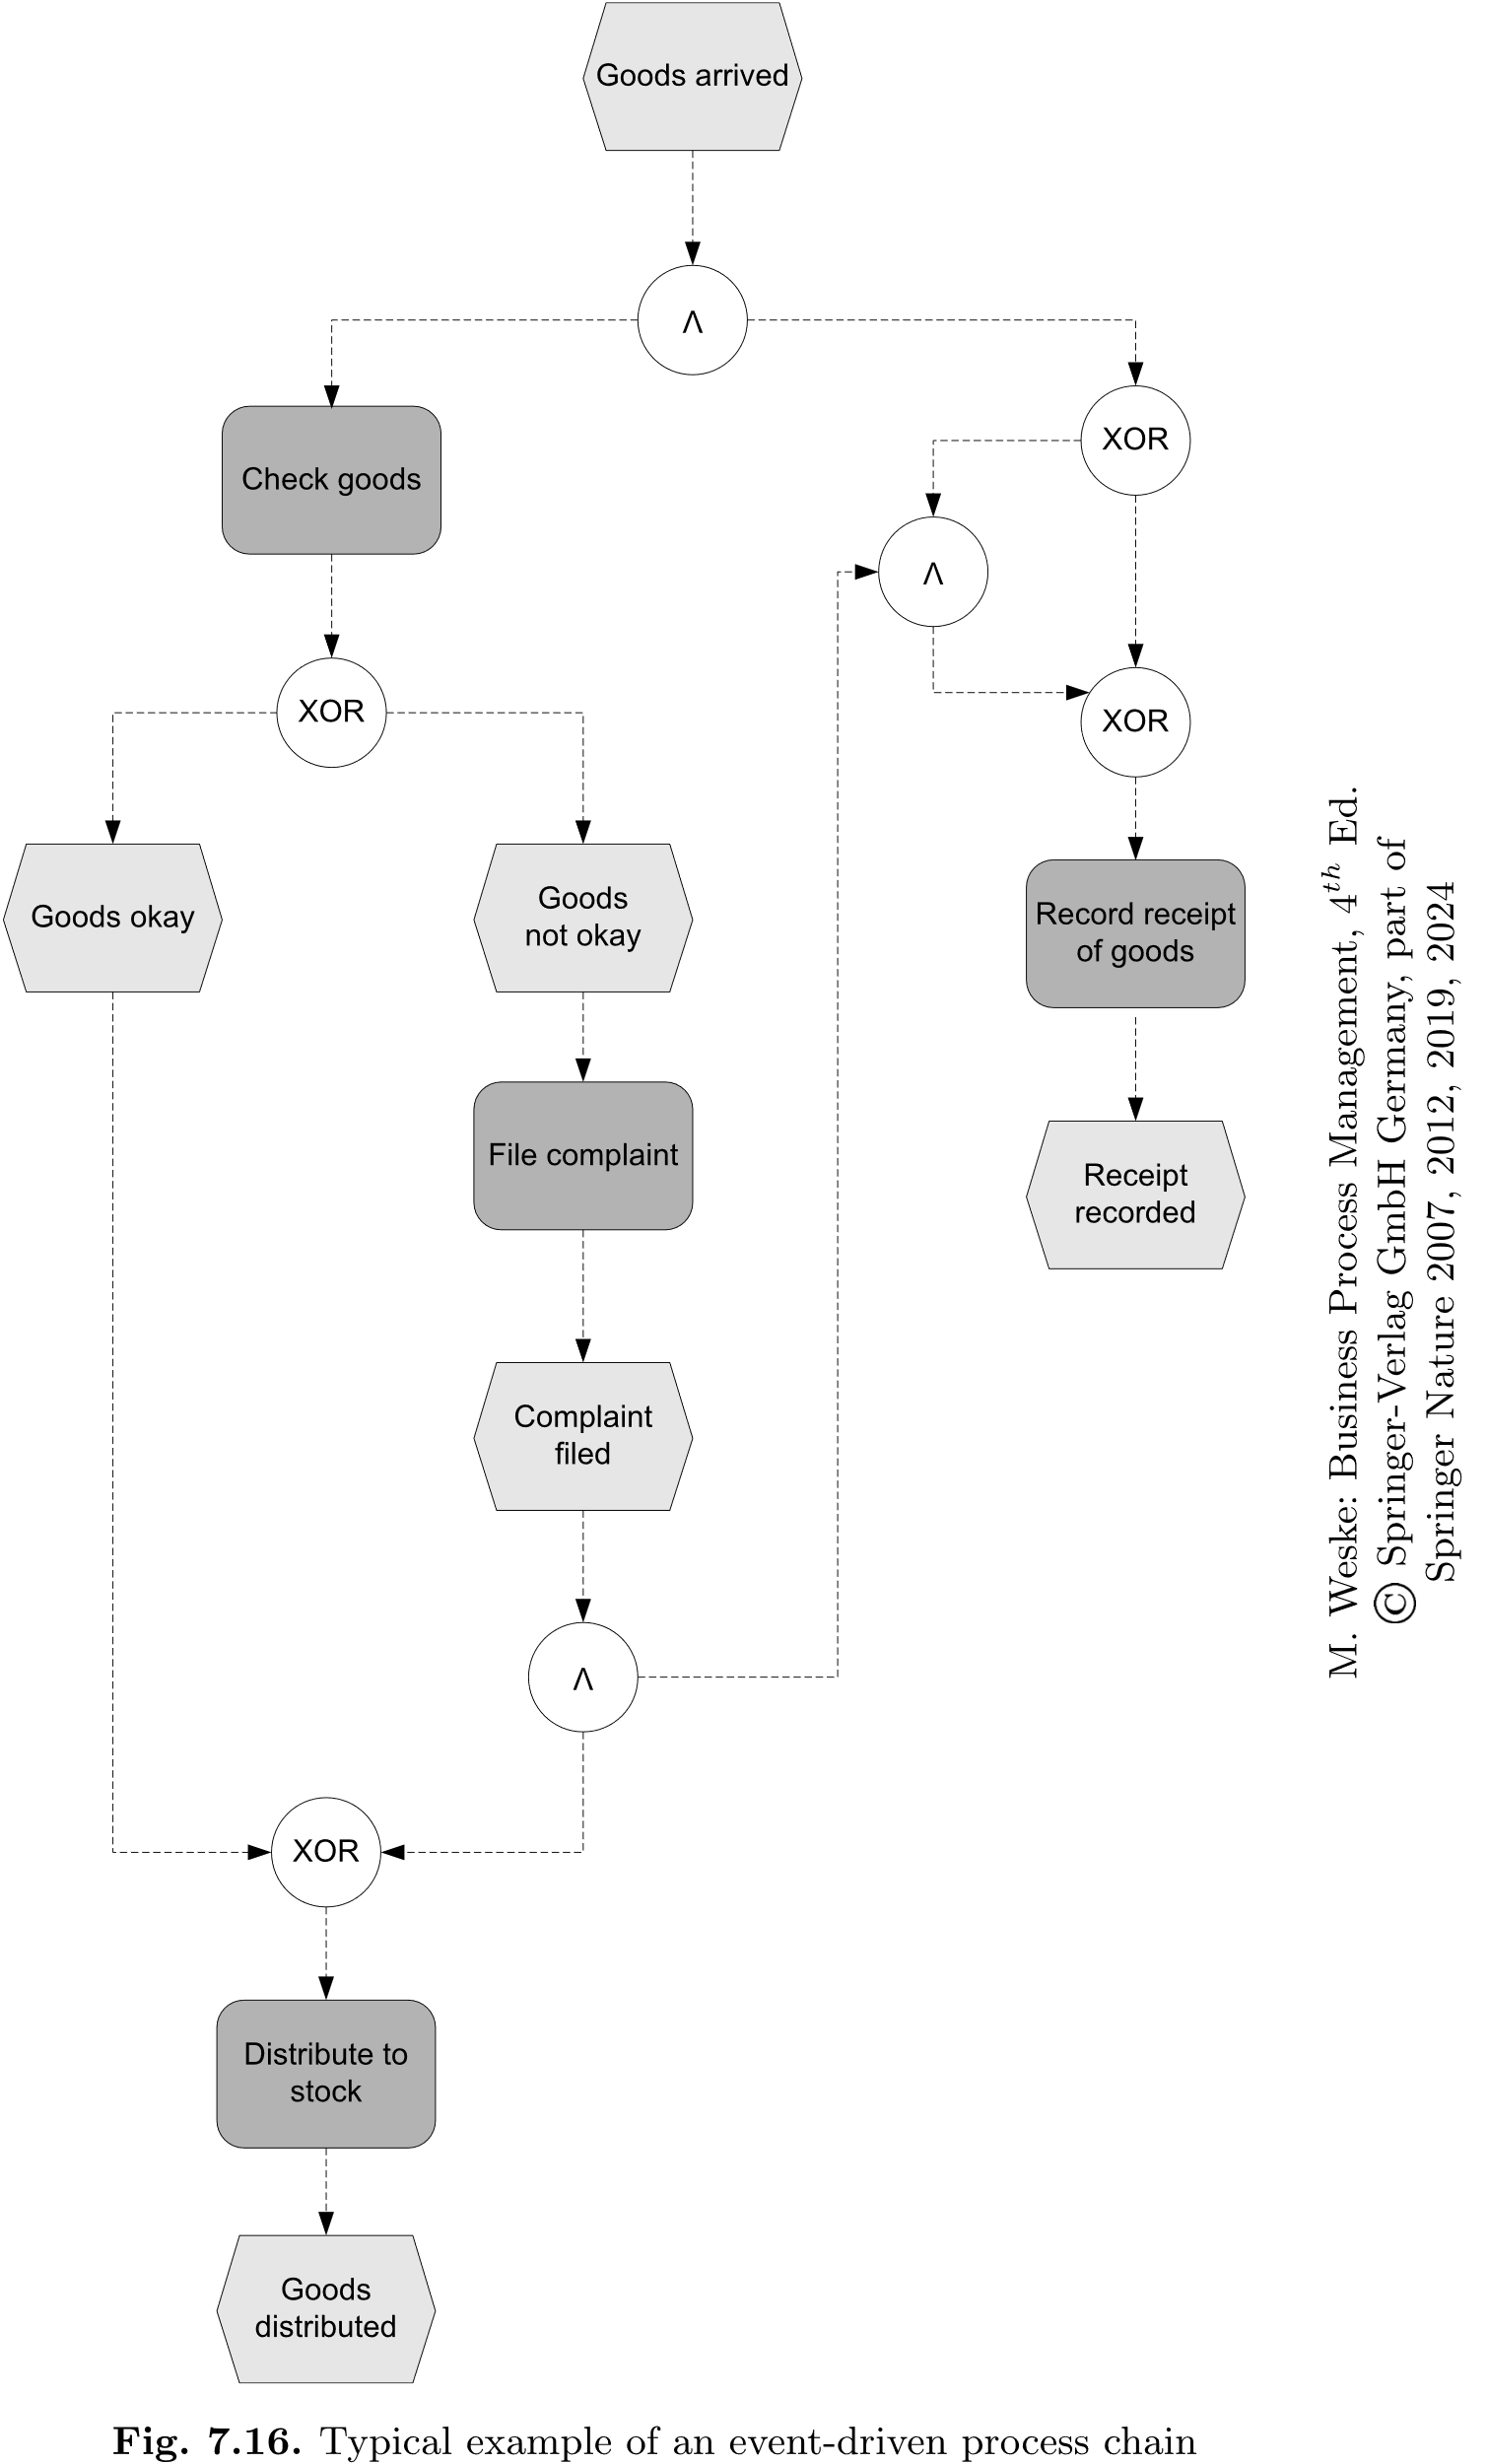 Goods arrived
Λ
XOR
Check goods
Λ
XOR
XOR
Goods okay
Goods
not okay
Record receipt
of goods
File complaint
Receipt
recorded
Complaint
filed
Λ
XOR
Distribute to
stock
Goods
distributed
M. Weske: Business Process Management, 4th Ed.
© Springer-Verlag GmbH Germany, part of
Springer Nature 2007, 2012, 2019, 2024
Fig. 7.16. Typical example of an event-driven process chain